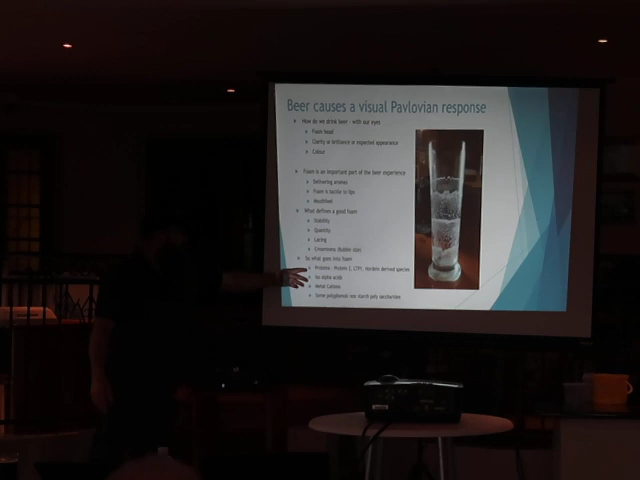 Beer causes a visual Pavlovian response
How do we drink beer - with our eyes
Foam head
Clarity or brilliance or expected appearance
Colour
Foam is an important part of the beer experience
Delivering aromas
Foam is tactile to lips
Mouthfeel
What defines a good foam
Stability
Quantity
Lacing
Creaminess (Bubble size)
So what goes into foam
Proteins - Protein Z, LTP1, Hordein derived species
Iso alpha acids
Metal Cations
Some polyphenols non starch poly saccharides